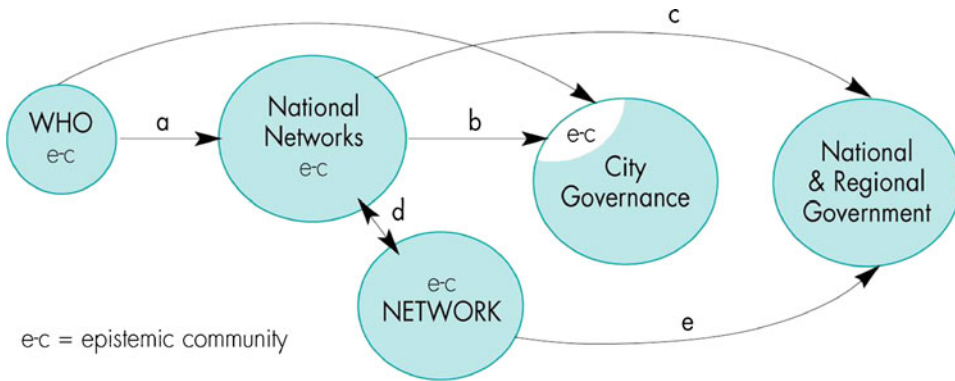 c
WHO
e-c
a
National
Networks
e-c
b
e-c
City
Governance
National
& Regional
Government
d
e-c
NETWORK
e
e-c = epistemic community